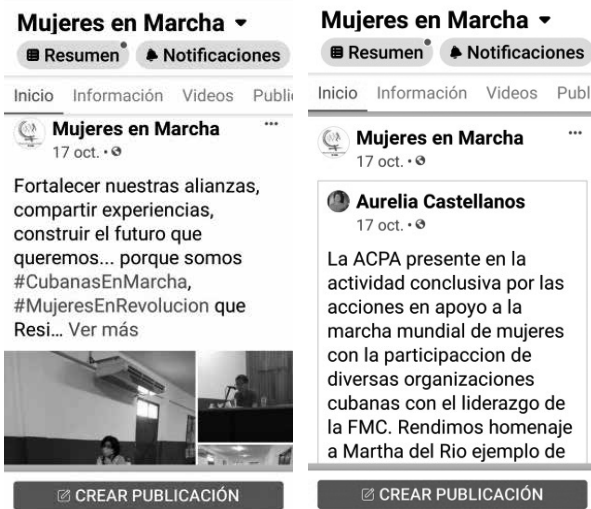 Mujeres en Marcha
Resumen
Notificaciones
Inicio Información Videos Publi
Mujeres en Marcha
17 oct.
Fortalecer nuestras alianzas,
compartir experiencias,
construir el futuro que
queremos... porque somos
#CubanasEnMarcha,
#MujeresEnRevolucion que
Resi... Ver más
CREAR PUBLICACIÓN
Mujeres en Marcha
Resumen
Notificaciones
Inicio Información Videos Publ
Mujeres en Marcha
17 oct.
Aurelia Castellanos
17 oct.
La ACPA presente en la
actividad conclusiva por las
acciones en apoyo a la
marcha mundial de mujeres
con la participaccion de
diversas organizaciones
cubanas con el liderazgo de
la FMC. Rendimos homenaje
a Martha del Rio ejemplo de
CREAR PUBLICACIÓN